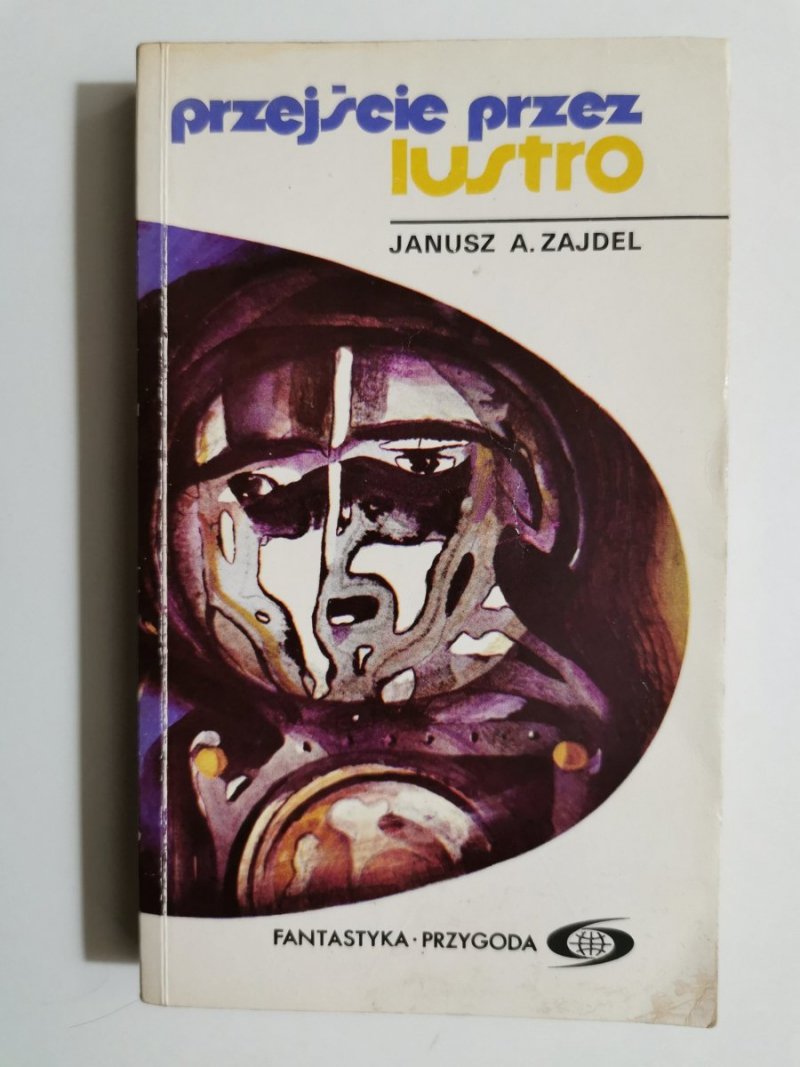 przejście przez
lustro
JANUSZ A. ZAJDEL
FANTASTYKA · PRZYGODA